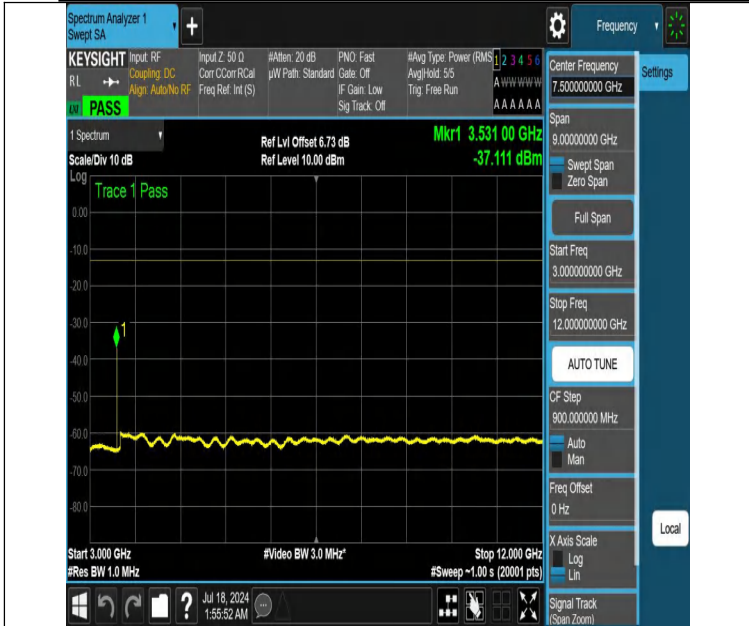 Spectrum Analyzer 1
Swept SA
Frequency
KEYSIGHT
Input: RF
Coupling: DC
Align: Auto/No RF
Input Z: 50 Ω
Corr CCorr RCal
Freq Ref: Int (S)
#Atten: 20 dB
µW Path: Standard
PNO: Fast
Gate: Off
IF Gain: Low
Sig Track: Off
#Avg Type: Power (RMS
Avg|Hold: 5/5
Trig: Free Run
1 2 3 4 5 6
A W W W W W
A A A A A A
R L
LXI
PASS
1 Spectrum
Scale/Div 10 dB
Ref Lvl Offset 6.73 dB
Ref Level 10.00 dBm
Mkr1 3.531 00 GHz
-37.111 dBm
Log
Trace 1 Pass
0.00
-10.0
-20.0
-30.0
1
-40.0
-50.0
-60.0
-70.0
-80.0
Start 3.000 GHz
#Res BW 1.0 MHz
#Video BW 3.0 MHz*
Stop 12.000 GHz
#Sweep ~1.00 s (20001 pts)
Jul 18, 2024
1:55:52 AM
Center Frequency
7.500000000 GHz
Settings
Span
9.00000000 GHz
Swept Span
Zero Span
Full Span
Start Freq
3.000000000 GHz
Stop Freq
12.000000000 GHz
AUTO TUNE
CF Step
900.000000 MHz
Auto
Man
Freq Offset
0 Hz
X Axis Scale
Log
Lin
Local
Signal Track
(Span Zoom)